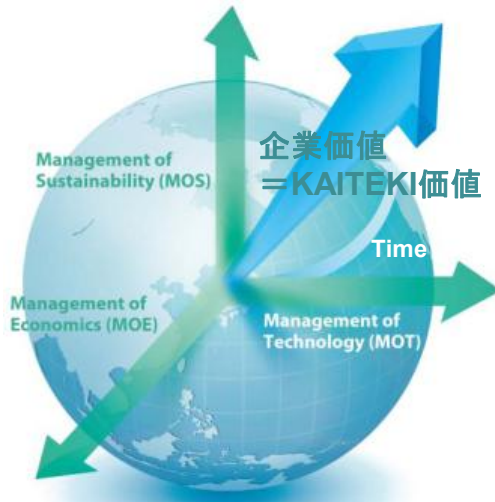 企業価値
＝KAITEKI価値
Management of
Sustainability (MOS)
Time
Management of
Economics (MOE)
Management of
Technology (MOT)